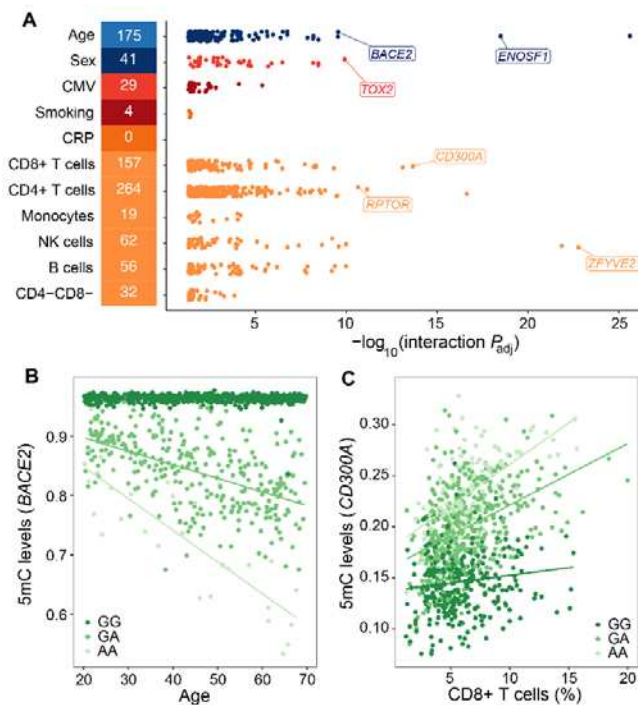 A
Age 175
Sex 41
CMV 29
Smoking 4
CRP 0
CD8+ T cells 157
CD4+ T cells 264
Monocytes 19
NK cells 62
B cells 56
CD4−CD8− 32
BACE2
ENOSF1
TOX2
CD300A
RPTOR
ZFYVE2
5 10 15 20 25
−log10(interaction Padj)
B
5mC levels (BACE2)
0.9
0.8
0.7
0.6
GG
GA
AA
20 30 40 50 60 70
Age
C
5mC levels (CD300A)
0.30
0.25
0.20
0.15
0.10
GG
GA
AA
5 10 15 20
CD8+ T cells (%)